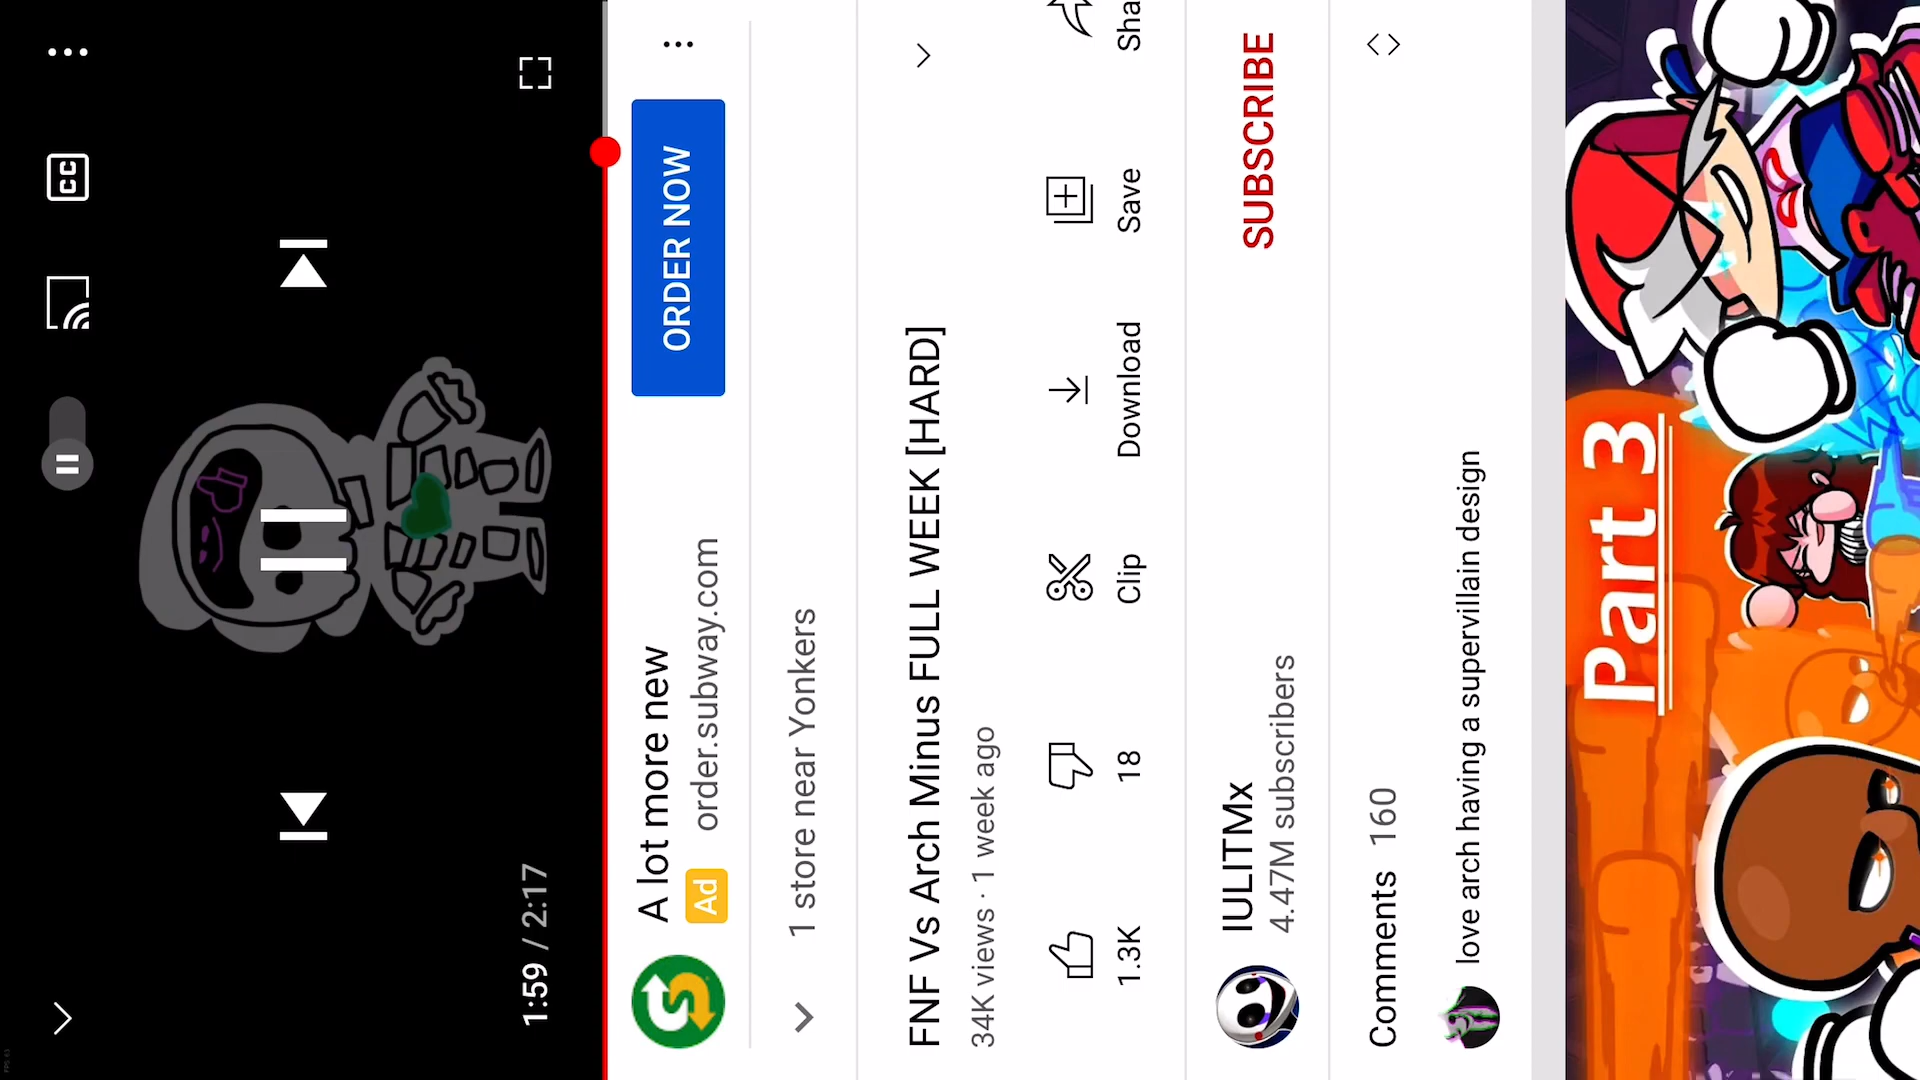 CC
1:59 / 2:17
A lot more new
Ad order.subway.com
ORDER NOW
1 store near Yonkers
FNF Vs Arch Minus FULL WEEK [HARD]
34K views · 1 week ago
1.3K 18 Clip Download Save Sha
IULITMx
4.47M subscribers
SUBSCRIBE
Comments 160
love arch having a supervillain design
Part 3